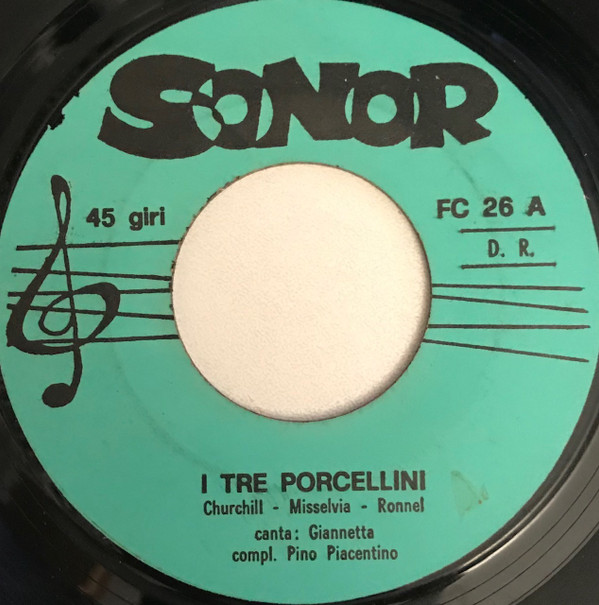 SONOR
45 giri
FC 26 A
D. R.
I TRE PORCELLINI
Churchill - Misselvia - Ronnel
canta: Giannetta
compl. Pino Piacentino